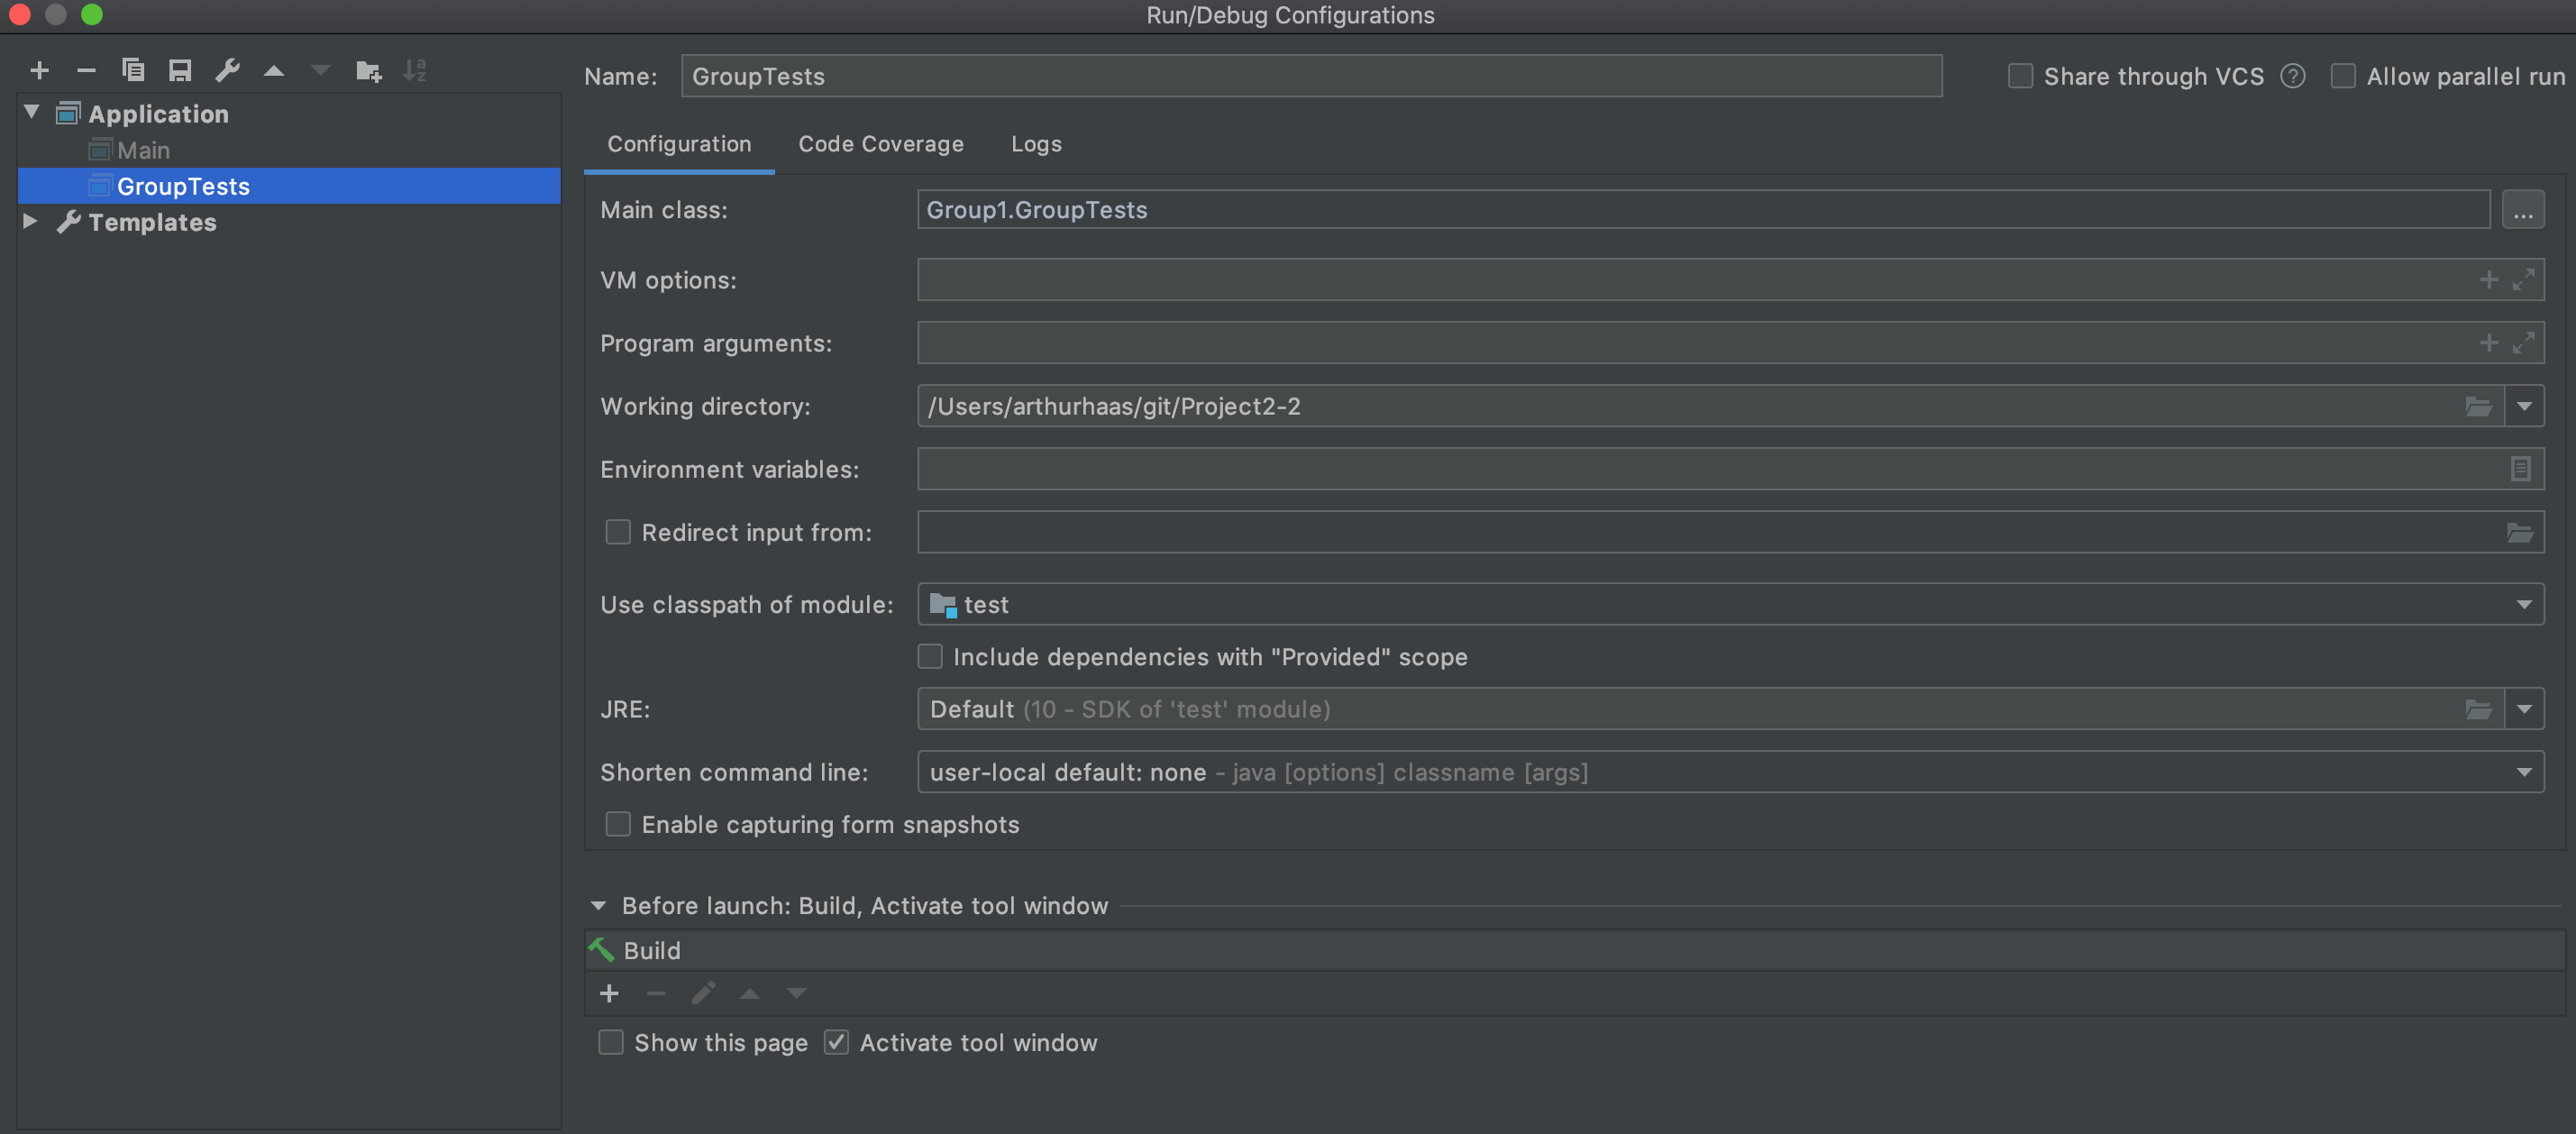 Run/Debug Configurations
Name: GroupTests Share through VCS ? Allow parallel run
Application
Main
GroupTests
Templates
Configuration Code Coverage Logs
Main class: Group1.GroupTests ...
VM options:
Program arguments:
Working directory: /Users/arthurhaas/git/Project2-2
Environment variables:
Redirect input from:
Use classpath of module: test
Include dependencies with "Provided" scope
JRE: Default (10 - SDK of 'test' module)
Shorten command line: user-local default: none - java [options] classname [args]
Enable capturing form snapshots
Before launch: Build, Activate tool window
Build
Show this page Activate tool window